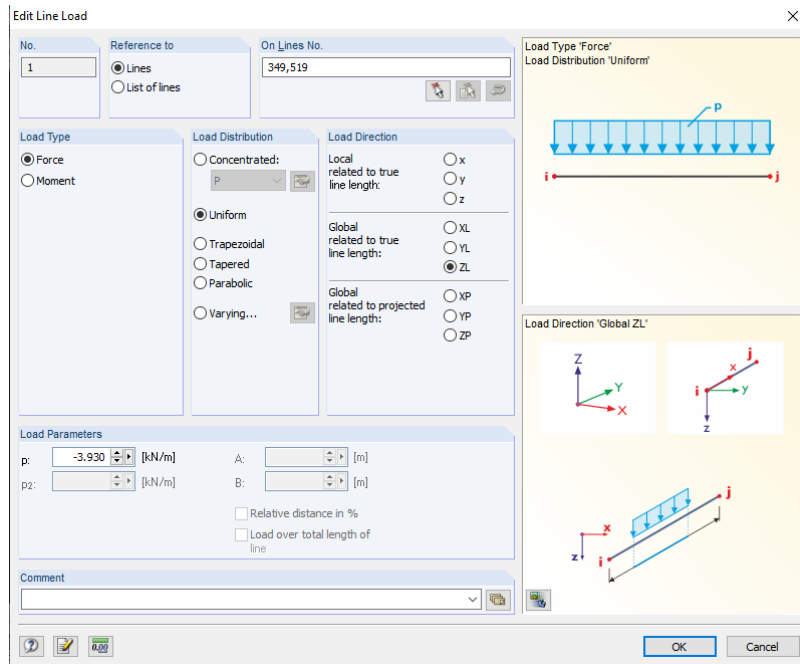 Edit Line Load
No.
1
Reference to
Lines
List of lines
On Lines No.
349,519
Load Type
Force
Moment
Load Distribution
Concentrated:
P
Uniform
Trapezoidal
Tapered
Parabolic
Varying...
Load Direction
Local
related to true
line length:
x
y
z
Global
related to true
line length:
XL
YL
ZL
Global
related to projected
line length:
XP
YP
ZP
Load Parameters
p:
-3.930
[kN/m]
p2:
[kN/m]
A:
[m]
B:
[m]
Relative distance in %
Load over total length of
line
Comment
Load Type 'Force'
Load Distribution 'Uniform'
p
i
j
Load Direction 'Global ZL'
Z
Y
X
j
x
i
y
z
j
x
z
i
0.00
OK
Cancel